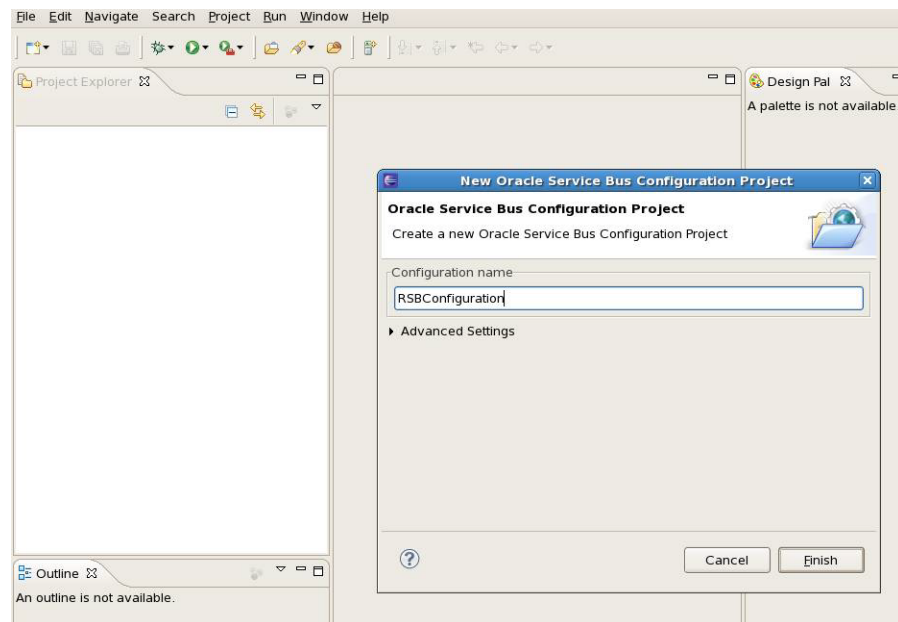 File Edit Navigate Search Project Run Window Help
Project Explorer
Design Pal
A palette is not available
New Oracle Service Bus Configuration Project
Oracle Service Bus Configuration Project
Create a new Oracle Service Bus Configuration Project
Configuration name
RSBConfiguration
Advanced Settings
Cancel Finish
Outline
An outline is not available.